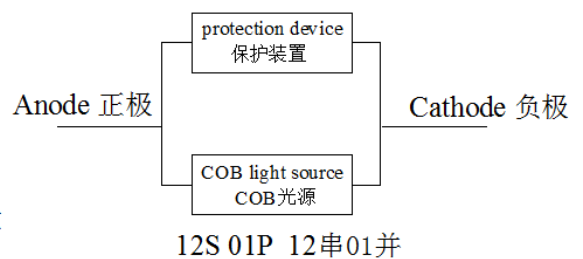 protection device
保护装置
Anode 正极
Cathode 负极
COB light source
COB光源
12S 01P 12串01并